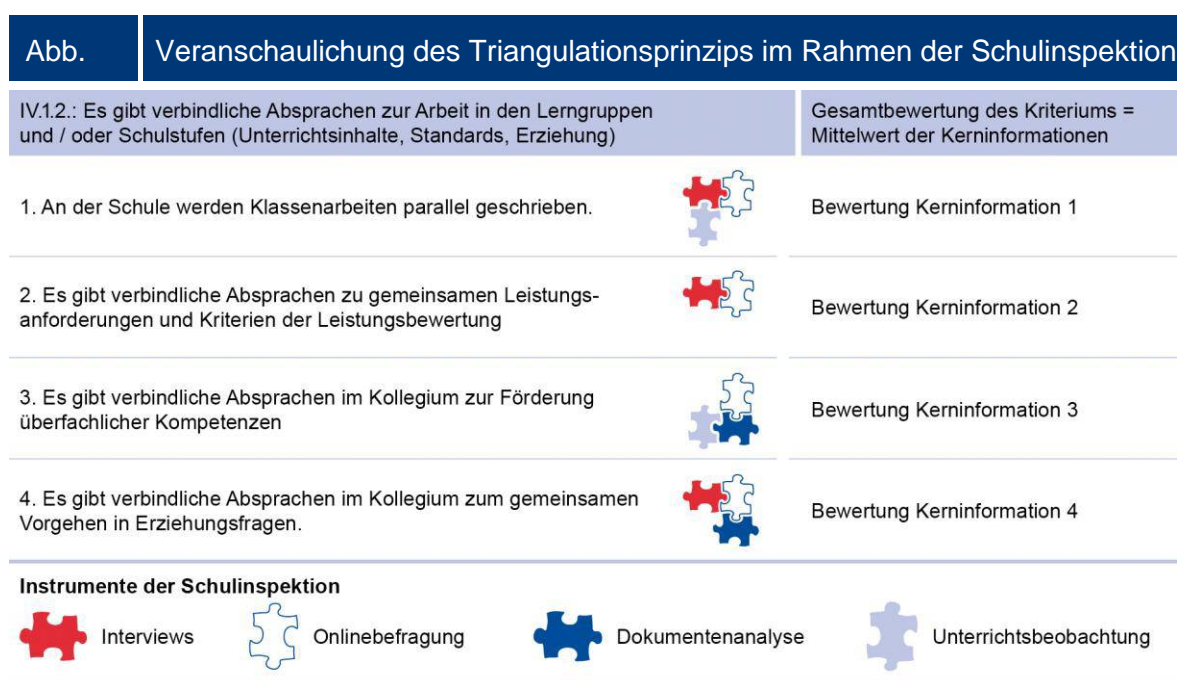 Abb. Veranschaulichung des Triangulationsprinzips im Rahmen der Schulinspektion
IV.1.2.: Es gibt verbindliche Absprachen zur Arbeit in den Lerngruppen
und / oder Schulstufen (Unterrichtsinhalte, Standards, Erziehung)
Gesamtbewertung des Kriteriums =
Mittelwert der Kerninformationen
1. An der Schule werden Klassenarbeiten parallel geschrieben.
Bewertung Kerninformation 1
2. Es gibt verbindliche Absprachen zu gemeinsamen Leistungs-
anforderungen und Kriterien der Leistungsbewertung
Bewertung Kerninformation 2
3. Es gibt verbindliche Absprachen im Kollegium zur Förderung
überfachlicher Kompetenzen
Bewertung Kerninformation 3
4. Es gibt verbindliche Absprachen im Kollegium zum gemeinsamen
Vorgehen in Erziehungsfragen.
Bewertung Kerninformation 4
Instrumente der Schulinspektion
Interviews
Onlinebefragung
Dokumentenanalyse
Unterrichtsbeobachtung